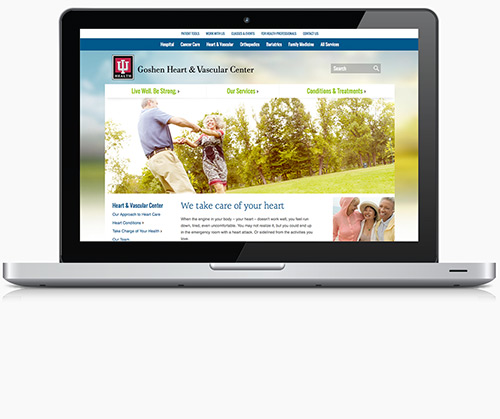 PATIENT TOOLS WORK WITH US CLASSES & EVENTS FOR HEALTH PROFESSIONALS CONTACT US
Hospital Cancer Care Heart & Vascular Orthopedics Bariatrics Family Medicine All Services
HEALTH
Goshen Heart & Vascular Center
Search
Live Well. Be Strong.
Our Services
Conditions & Treatments
Heart & Vascular Center
Our Approach to Heart Care
Heart Conditions
Take Charge of Your Health
Our Team
We take care of your heart
When the engine in your body – your heart – doesn't work well, you feel run
down, tired, even uncomfortable. You may not realize it, but you could end up
in the emergency room with a heart attack. Or sidelined from the activities you
love.